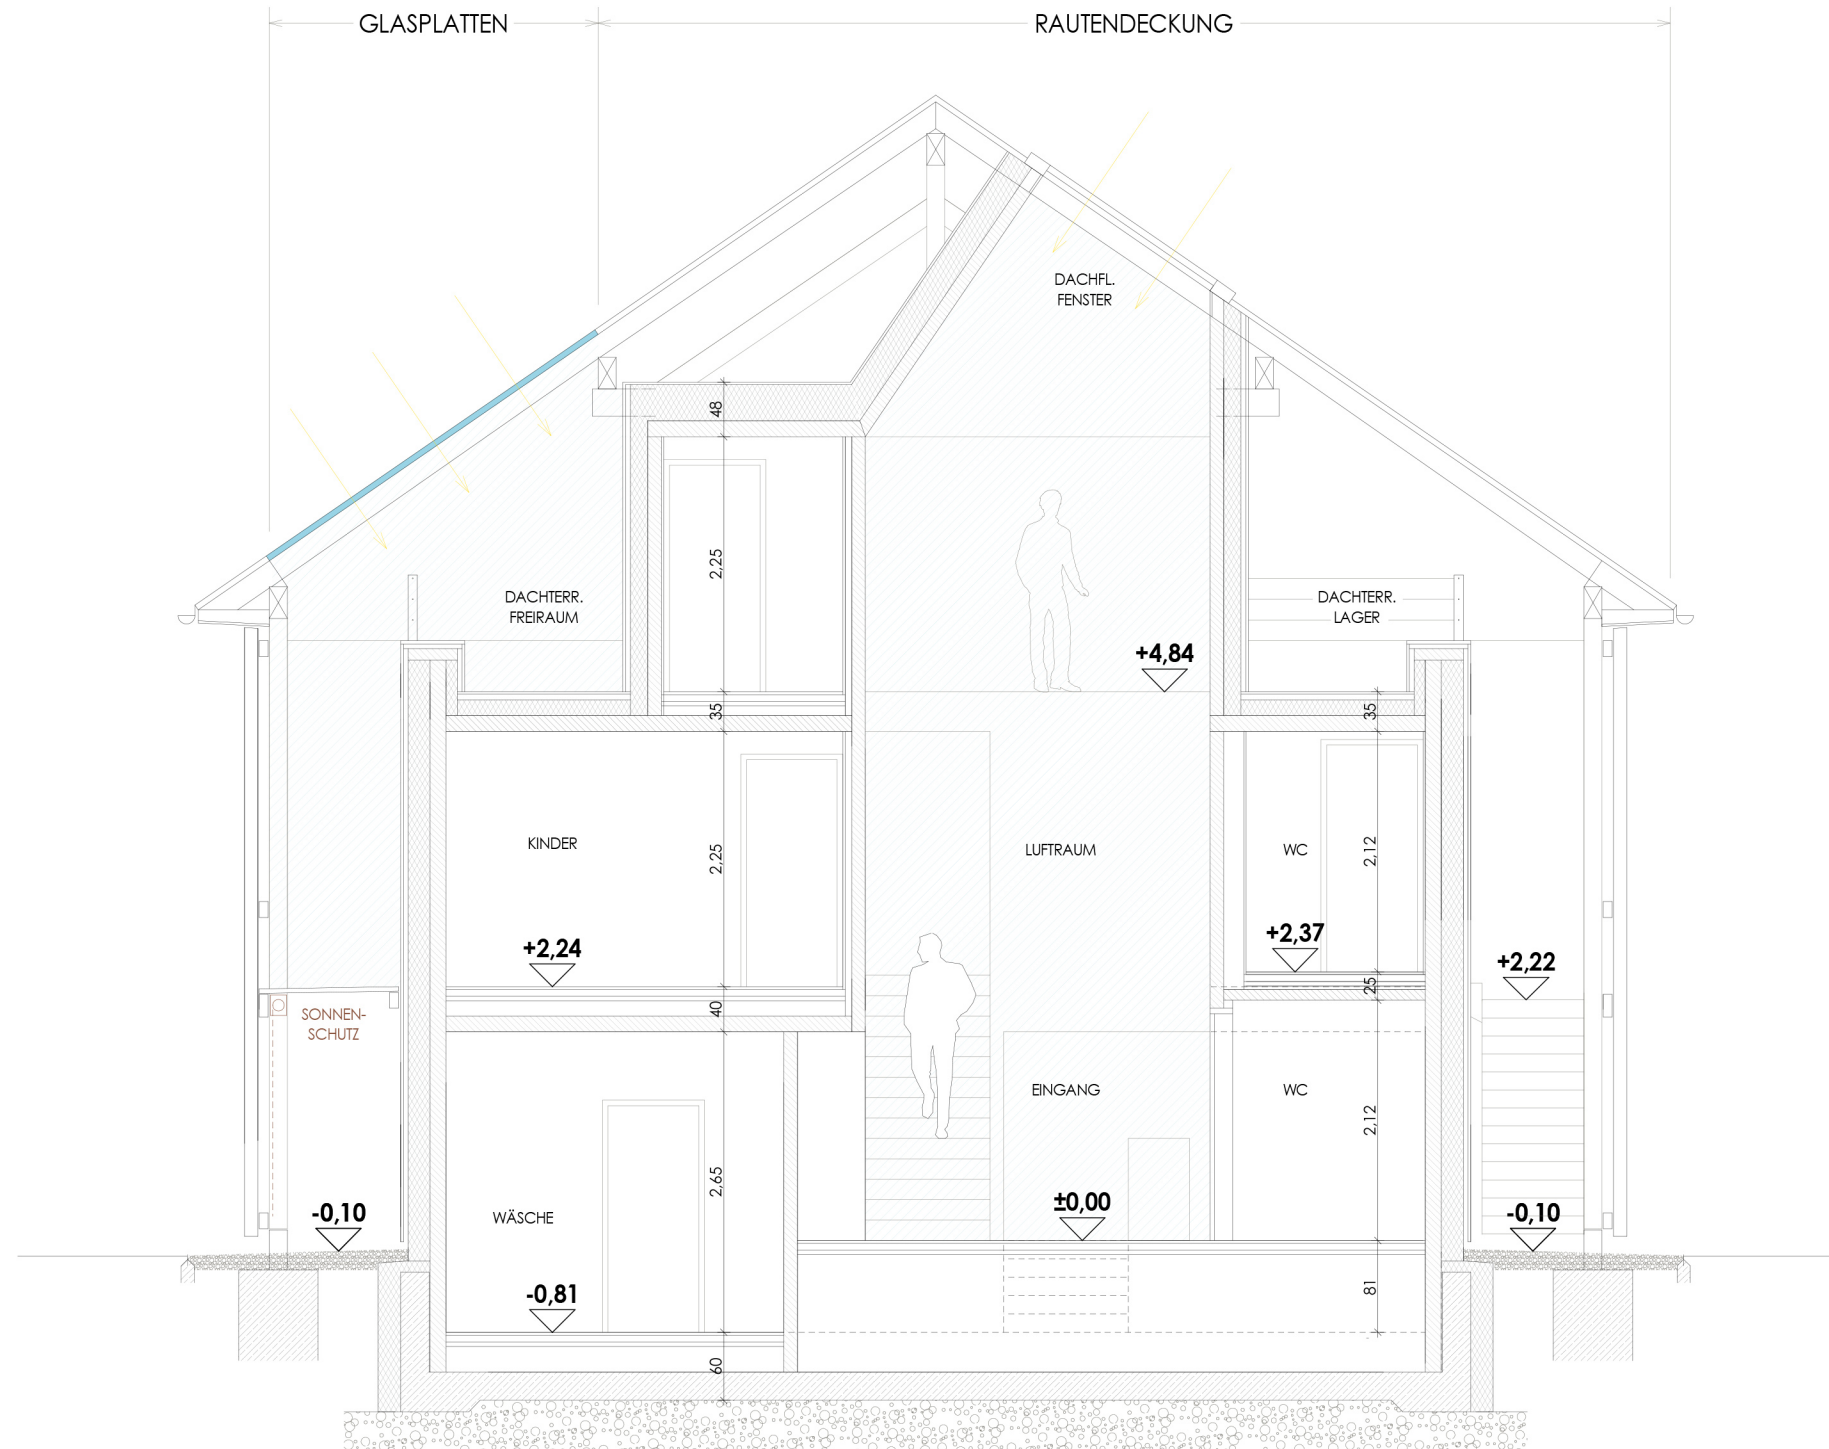 GLASPLATTEN
RAUTENDECKUNG
DACHFL.
FENSTER
48
2,25
DACHTERR.
FREIRAUM
DACHTERR.
LAGER
+4,84
35
35
KINDER
2,25
LUFTRAUM
WC
2,12
+2,24
+2,37
+2,22
25
40
SONNEN-
SCHUTZ
EINGANG
WC
2,12
2,65
-0,10
WÄSCHE
±0,00
-0,10
-0,81
81
60